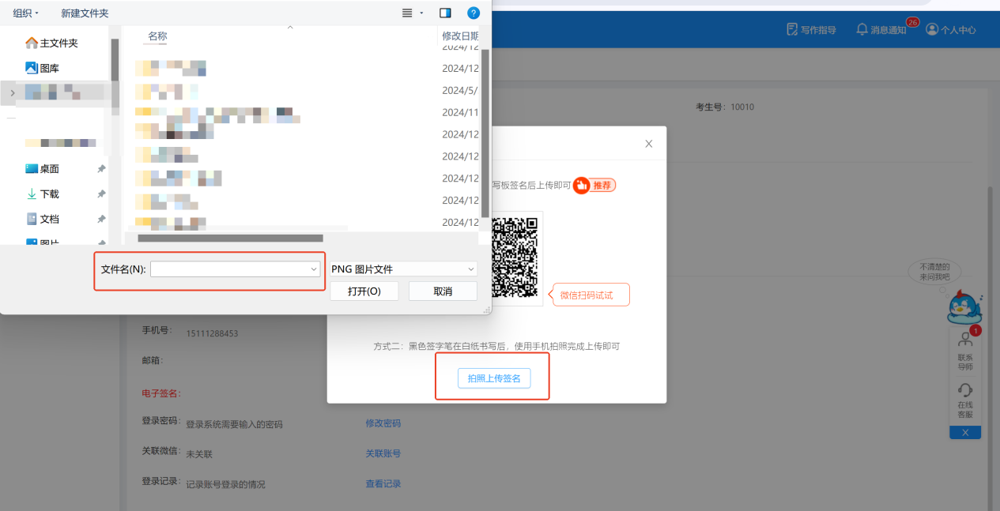 组织
新建文件夹
写作指导
消息通知
26
个人中心
主文件夹
图库
桌面
下载
文档
图片
名称
修改日期
2024/12
2024/12
2024/5/
2024/11
2024/12
2024/12
2024/12
2024/12
2024/12
文件名(N):
PNG 图片文件
打开(O)
取消
考生号: 10010
X
写板签名后上传即可
推荐
微信扫码试试
方式二: 黑色签字笔在白纸书写后, 使用手机拍照完成上传即可
拍照上传签名
手机号: 15111288453
邮箱:
电子签名:
登录密码: 登录系统需要输入的密码 修改密码
关联微信: 未关联 关联账号
登录记录: 记录账号登录的情况 查看记录
不清楚的
来问我吧
1
联系
导师
在线
客服
X